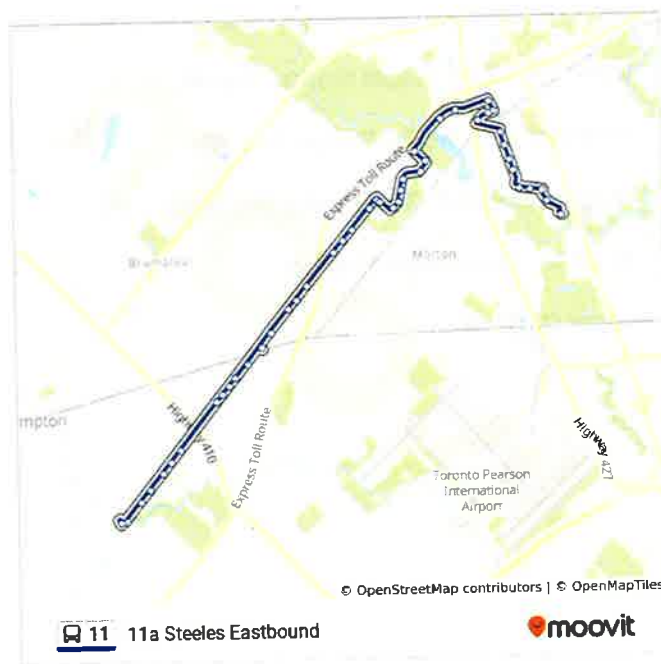 Express Toll Route
Bramalea
Malton
mpton
Highway 410
Express Toll Route
Highway 427
Toronto Pearson
International
Airport
© OpenStreetMap contributors | © OpenMapTiles
11 11a Steeles Eastbound
moovit